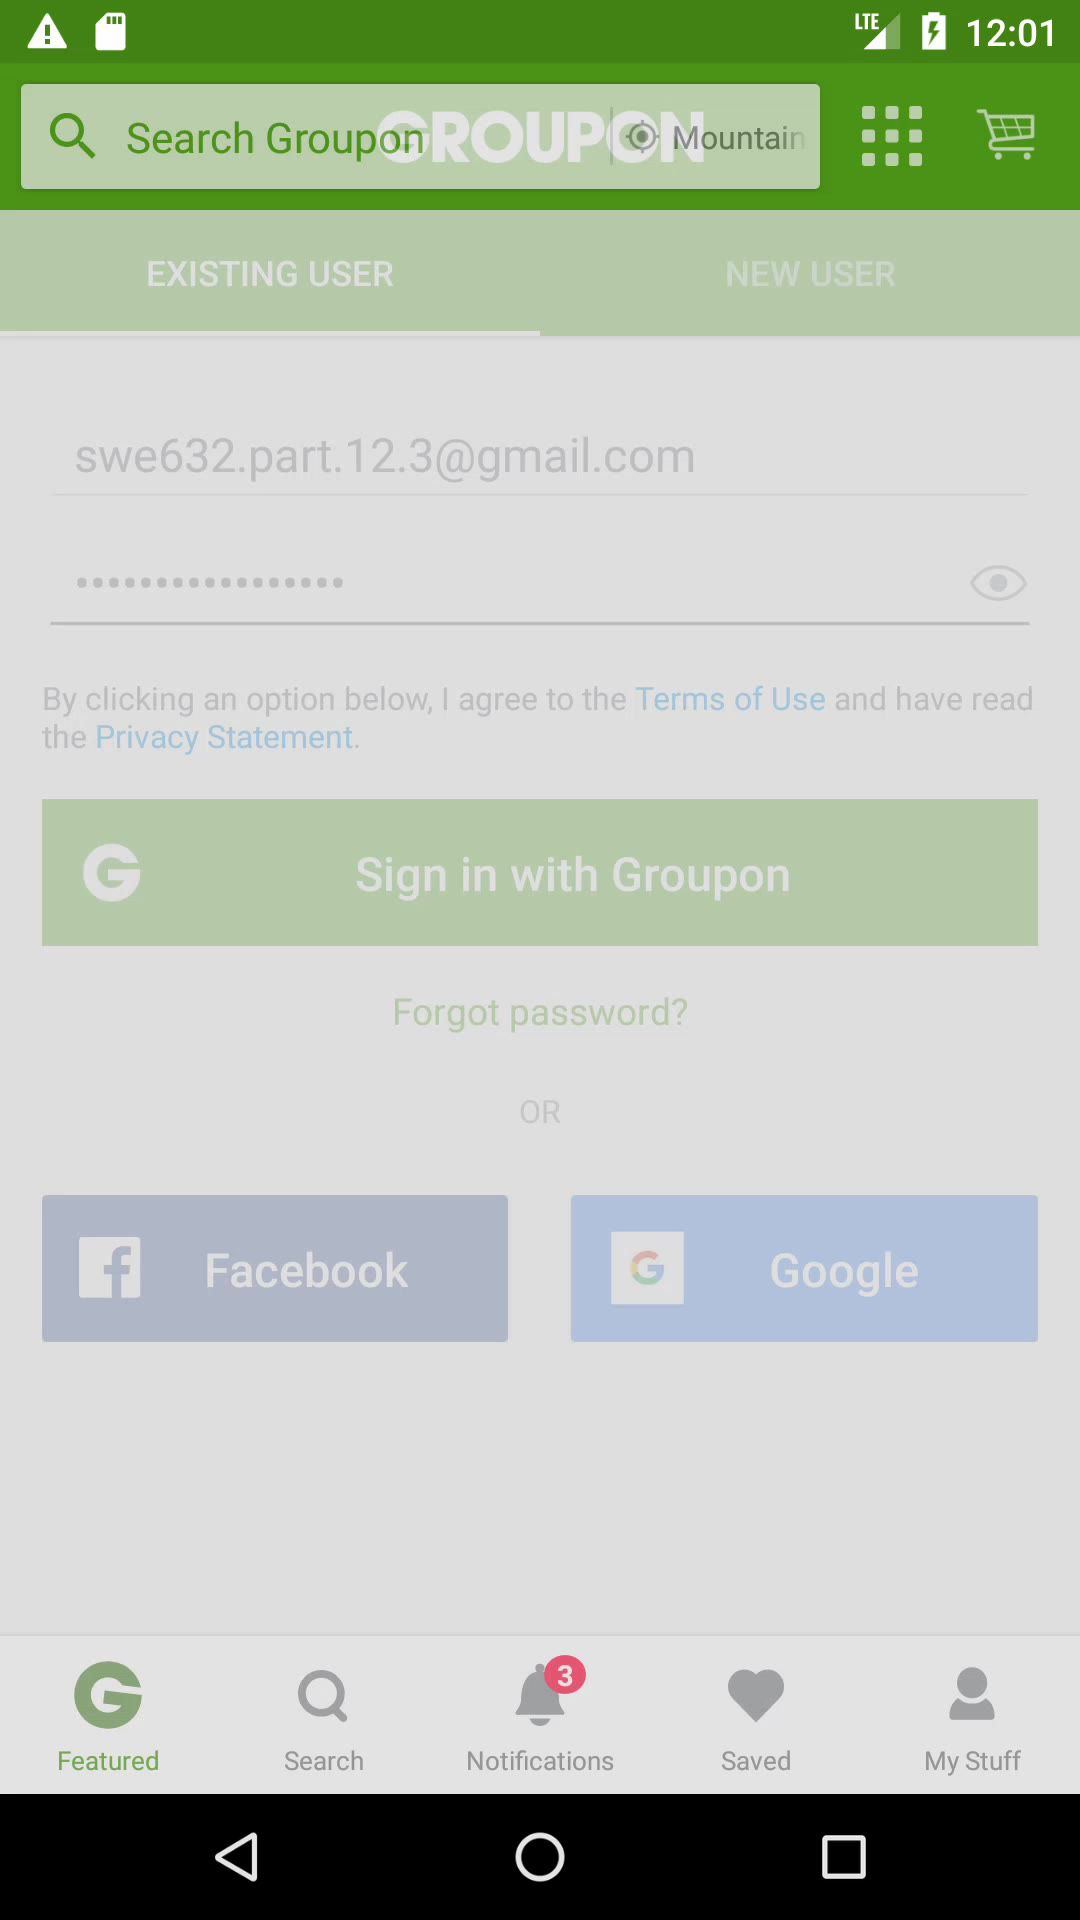 LTE 12:01
Search Groupon GROUPON Mountain
EXISTING USER NEW USER
swe632.part.12.3@gmail.com
•••••••••••••••••
By clicking an option below, I agree to the Terms of Use and have read
the Privacy Statement.
Sign in with Groupon
Forgot password?
OR
Facebook Google
3
Featured Search Notifications Saved My Stuff